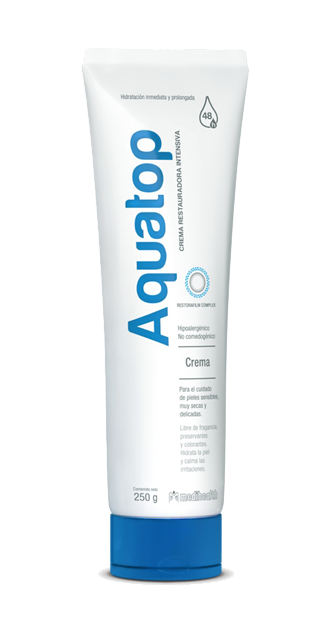 Hidratación inmediata y prolongada
48
h
Aquatop
CREMA RESTAURADORA INTENSIVA
RESTORAFILM COMPLEX
Hipoalergénico
No comedogénico
Crema
Para el cuidado
de pieles sensibles,
muy secas y
delicadas.
Libre de fragancia,
preservantes
y colorantes.
Hidrata la piel
y calma las
irritaciones.
Contenido neto
250 g
medihealth